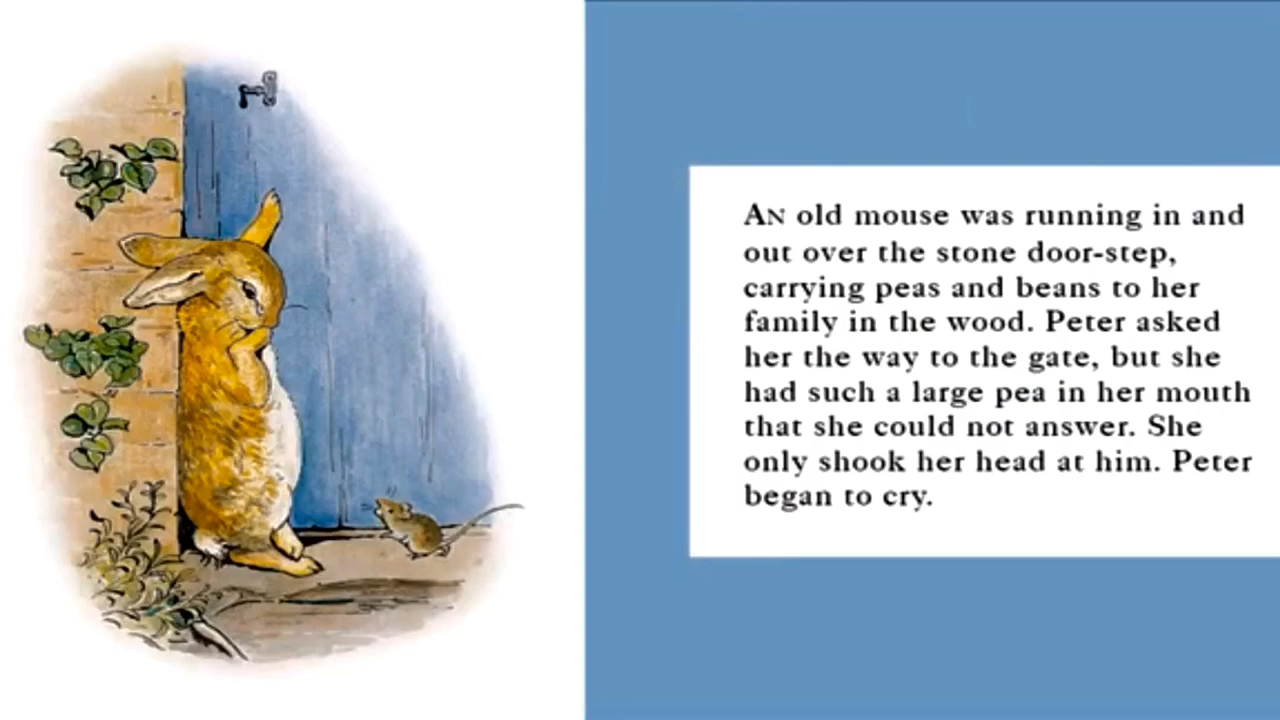 AN old mouse was running in and
out over the stone door-step,
carrying peas and beans to her
family in the wood. Peter asked
her the way to the gate, but she
had such a large pea in her mouth
that she could not answer. She
only shook her head at him. Peter
began to cry.